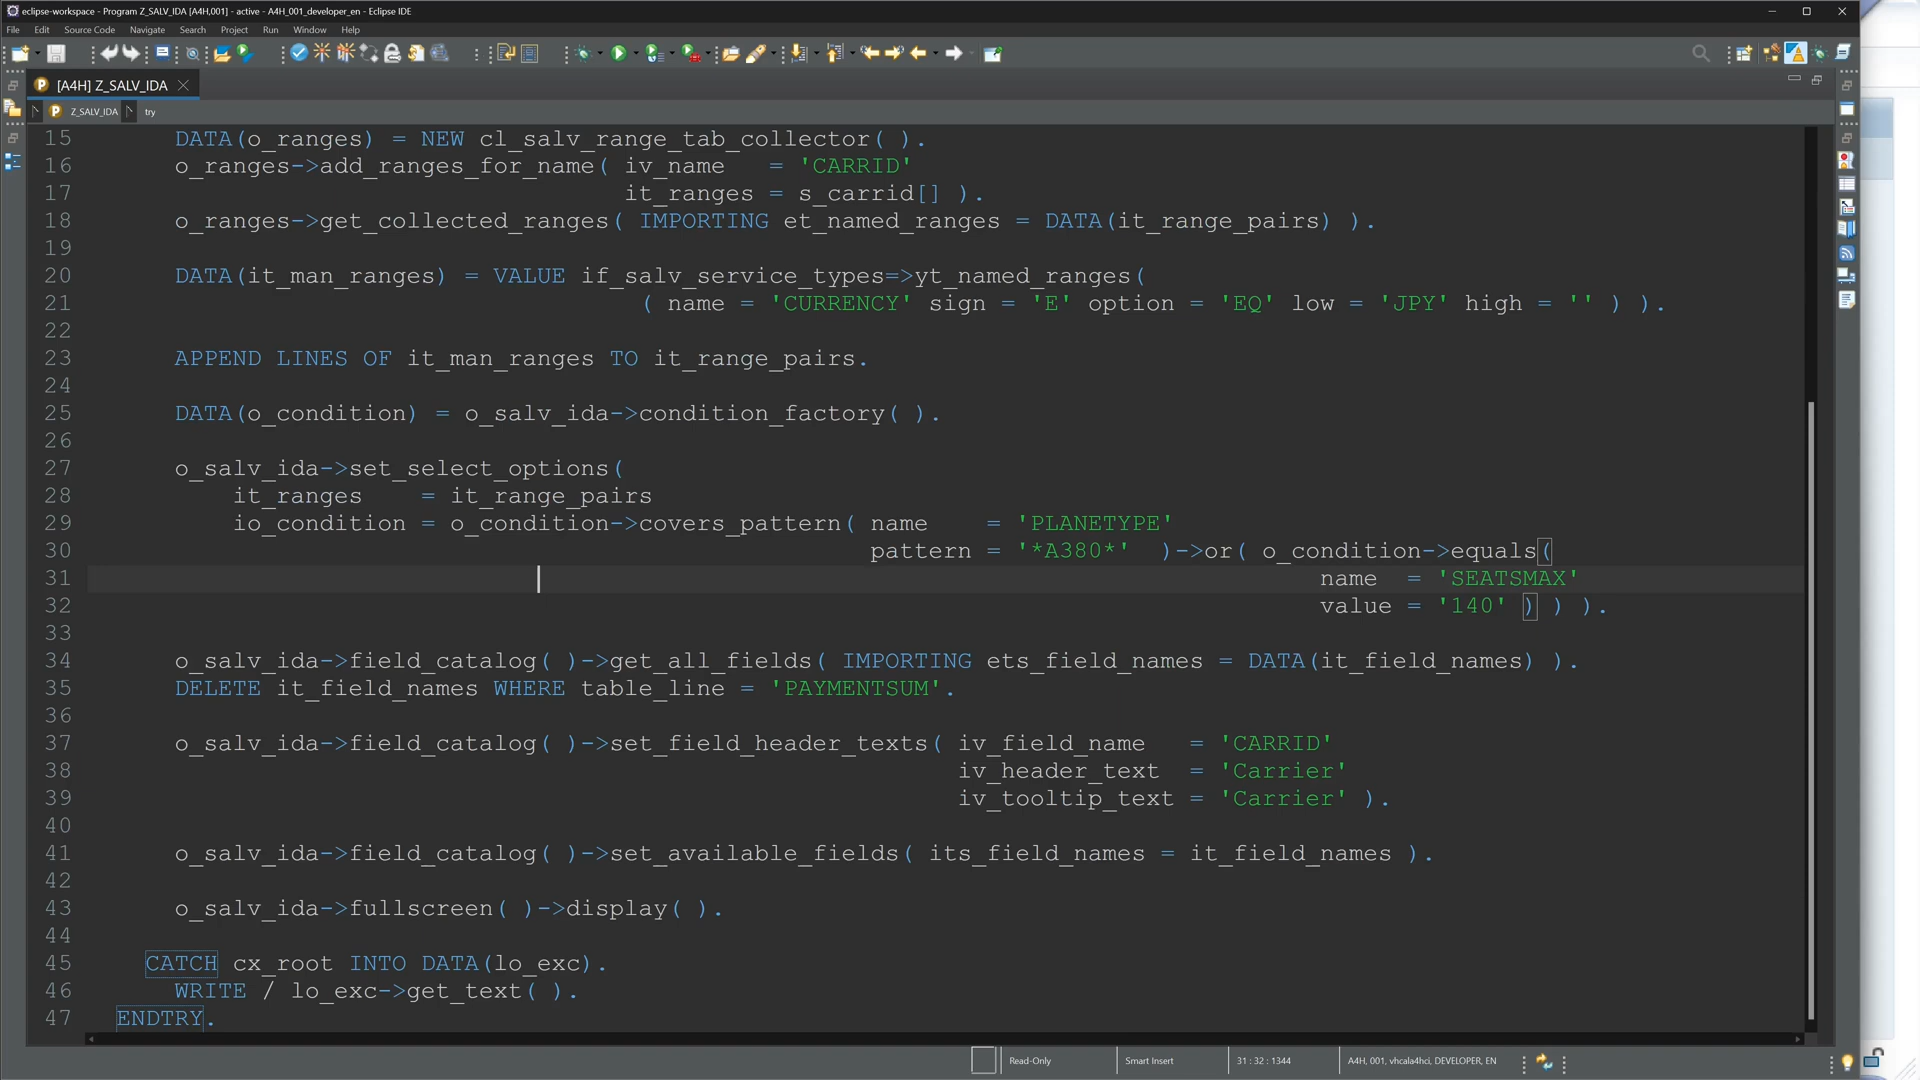 eclipse-workspace - Program Z_SALV_IDA [A4H,001] - active - A4H_001_developer_en - Eclipse IDE
File Edit Source Code Navigate Search Project Run Window Help
[A4H] Z_SALV_IDA
Z_SALV_IDA try
15 DATA(o_ranges) = NEW cl_salv_range_tab_collector( ).
16 o_ranges->add_ranges_for_name( iv_name = 'CARRID'
17 it_ranges = s_carrid[] ).
18 o_ranges->get_collected_ranges( IMPORTING et_named_ranges = DATA(it_range_pairs) ).
19
20 DATA(it_man_ranges) = VALUE if_salv_service_types=>yt_named_ranges(
21 ( name = 'CURRENCY' sign = 'E' option = 'EQ' low = 'JPY' high = '' ) ).
22
23 APPEND LINES OF it_man_ranges TO it_range_pairs.
24
25 DATA(o_condition) = o_salv_ida->condition_factory( ).
26
27 o_salv_ida->set_select_options(
28 it_ranges = it_range_pairs
29 io_condition = o_condition->covers_pattern( name = 'PLANETYPE'
30 pattern = '*A380*' )->or( o_condition->equals(
31 name = 'SEATSMAX'
32 value = '140' ) ) ).
33
34 o_salv_ida->field_catalog( )->get_all_fields( IMPORTING ets_field_names = DATA(it_field_names) ).
35 DELETE it_field_names WHERE table_line = 'PAYMENTSUM'.
36
37 o_salv_ida->field_catalog( )->set_field_header_texts( iv_field_name = 'CARRID'
38 iv_header_text = 'Carrier'
39 iv_tooltip_text = 'Carrier' ).
40
41 o_salv_ida->field_catalog( )->set_available_fields( its_field_names = it_field_names ).
42
43 o_salv_ida->fullscreen( )->display( ).
44
45 CATCH cx_root INTO DATA(lo_exc).
46 WRITE / lo_exc->get_text( ).
47 ENDTRY.
Read-Only Smart Insert 31 : 32 : 1344 A4H, 001, vhcala4hci, DEVELOPER, EN